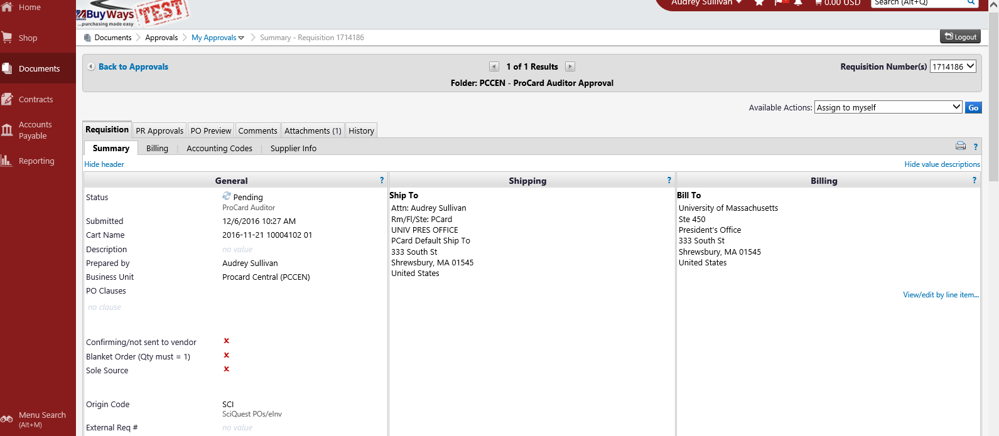 Home
Shop
Documents
Contracts
Accounts
Payable
Reporting
Menu Search
(Alt+M)
BuyWays
...purchasing made easy
TEST
Audrey Sullivan
0.00 USD
Search (Alt+Q)
Documents
Approvals
My Approvals
Summary - Requisition 1714186
Logout
Back to Approvals
1 of 1 Results
Requisition Number(s)
1714186
Folder: PCCEN - ProCard Auditor Approval
Available Actions:
Assign to myself
Go
Requisition
PR Approvals
PO Preview
Comments
Attachments (1)
History
Summary
Billing
Accounting Codes
Supplier Info
?
Hide header
Hide value descriptions
General
?
Status
Pending
ProCard Auditor
Submitted
12/6/2016 10:27 AM
Cart Name
2016-11-21 10004102 01
Description
no value
Prepared by
Audrey Sullivan
Business Unit
Procard Central (PCCEN)
PO Clauses
no clause
Confirming/not sent to vendor
Blanket Order (Qty must = 1)
Sole Source
Origin Code
SCI
SciQuest POs/eInv
External Req #
no value
Shipping
?
Ship To
Attn: Audrey Sullivan
Rm/Fl/Ste: PCard
UNIV PRES OFFICE
PCard Default Ship To
333 South St
Shrewsbury, MA 01545
United States
Billing
?
Bill To
University of Massachusetts
Ste 450
President's Office
333 South St
Shrewsbury, MA 01545
United States
View/edit by line item...